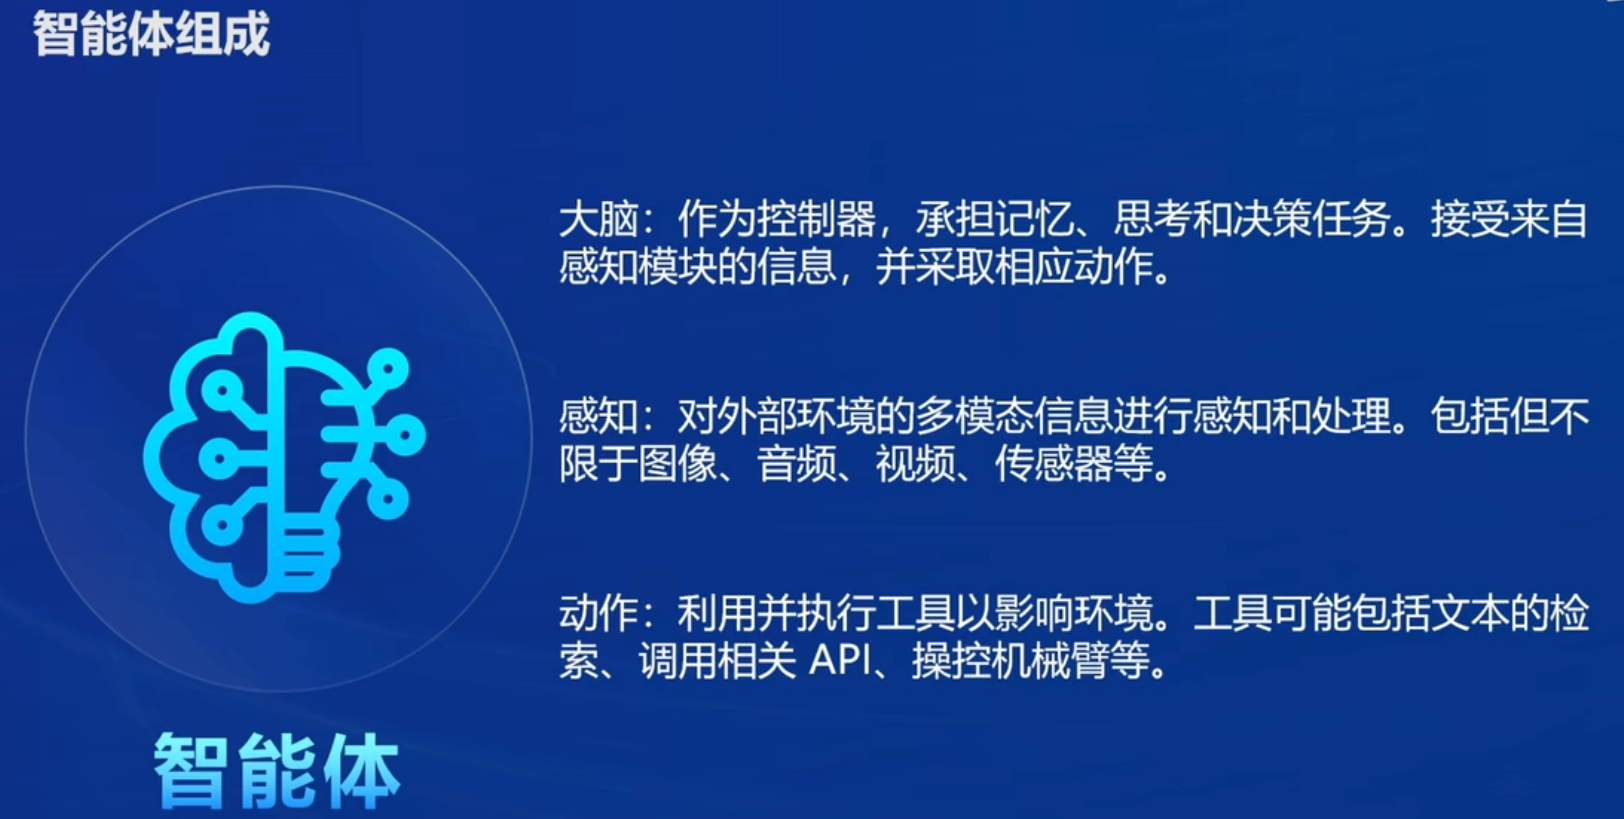 智能体组成
大脑：作为控制器，承担记忆、思考和决策任务。接受来自
感知模块的信息，并采取相应动作。
感知：对外部环境的多模态信息进行感知和处理。包括但不
限于图像、音频、视频、传感器等。
动作：利用并执行工具以影响环境。工具可能包括文本的检
索、调用相关 API、操控机械臂等。
智能体